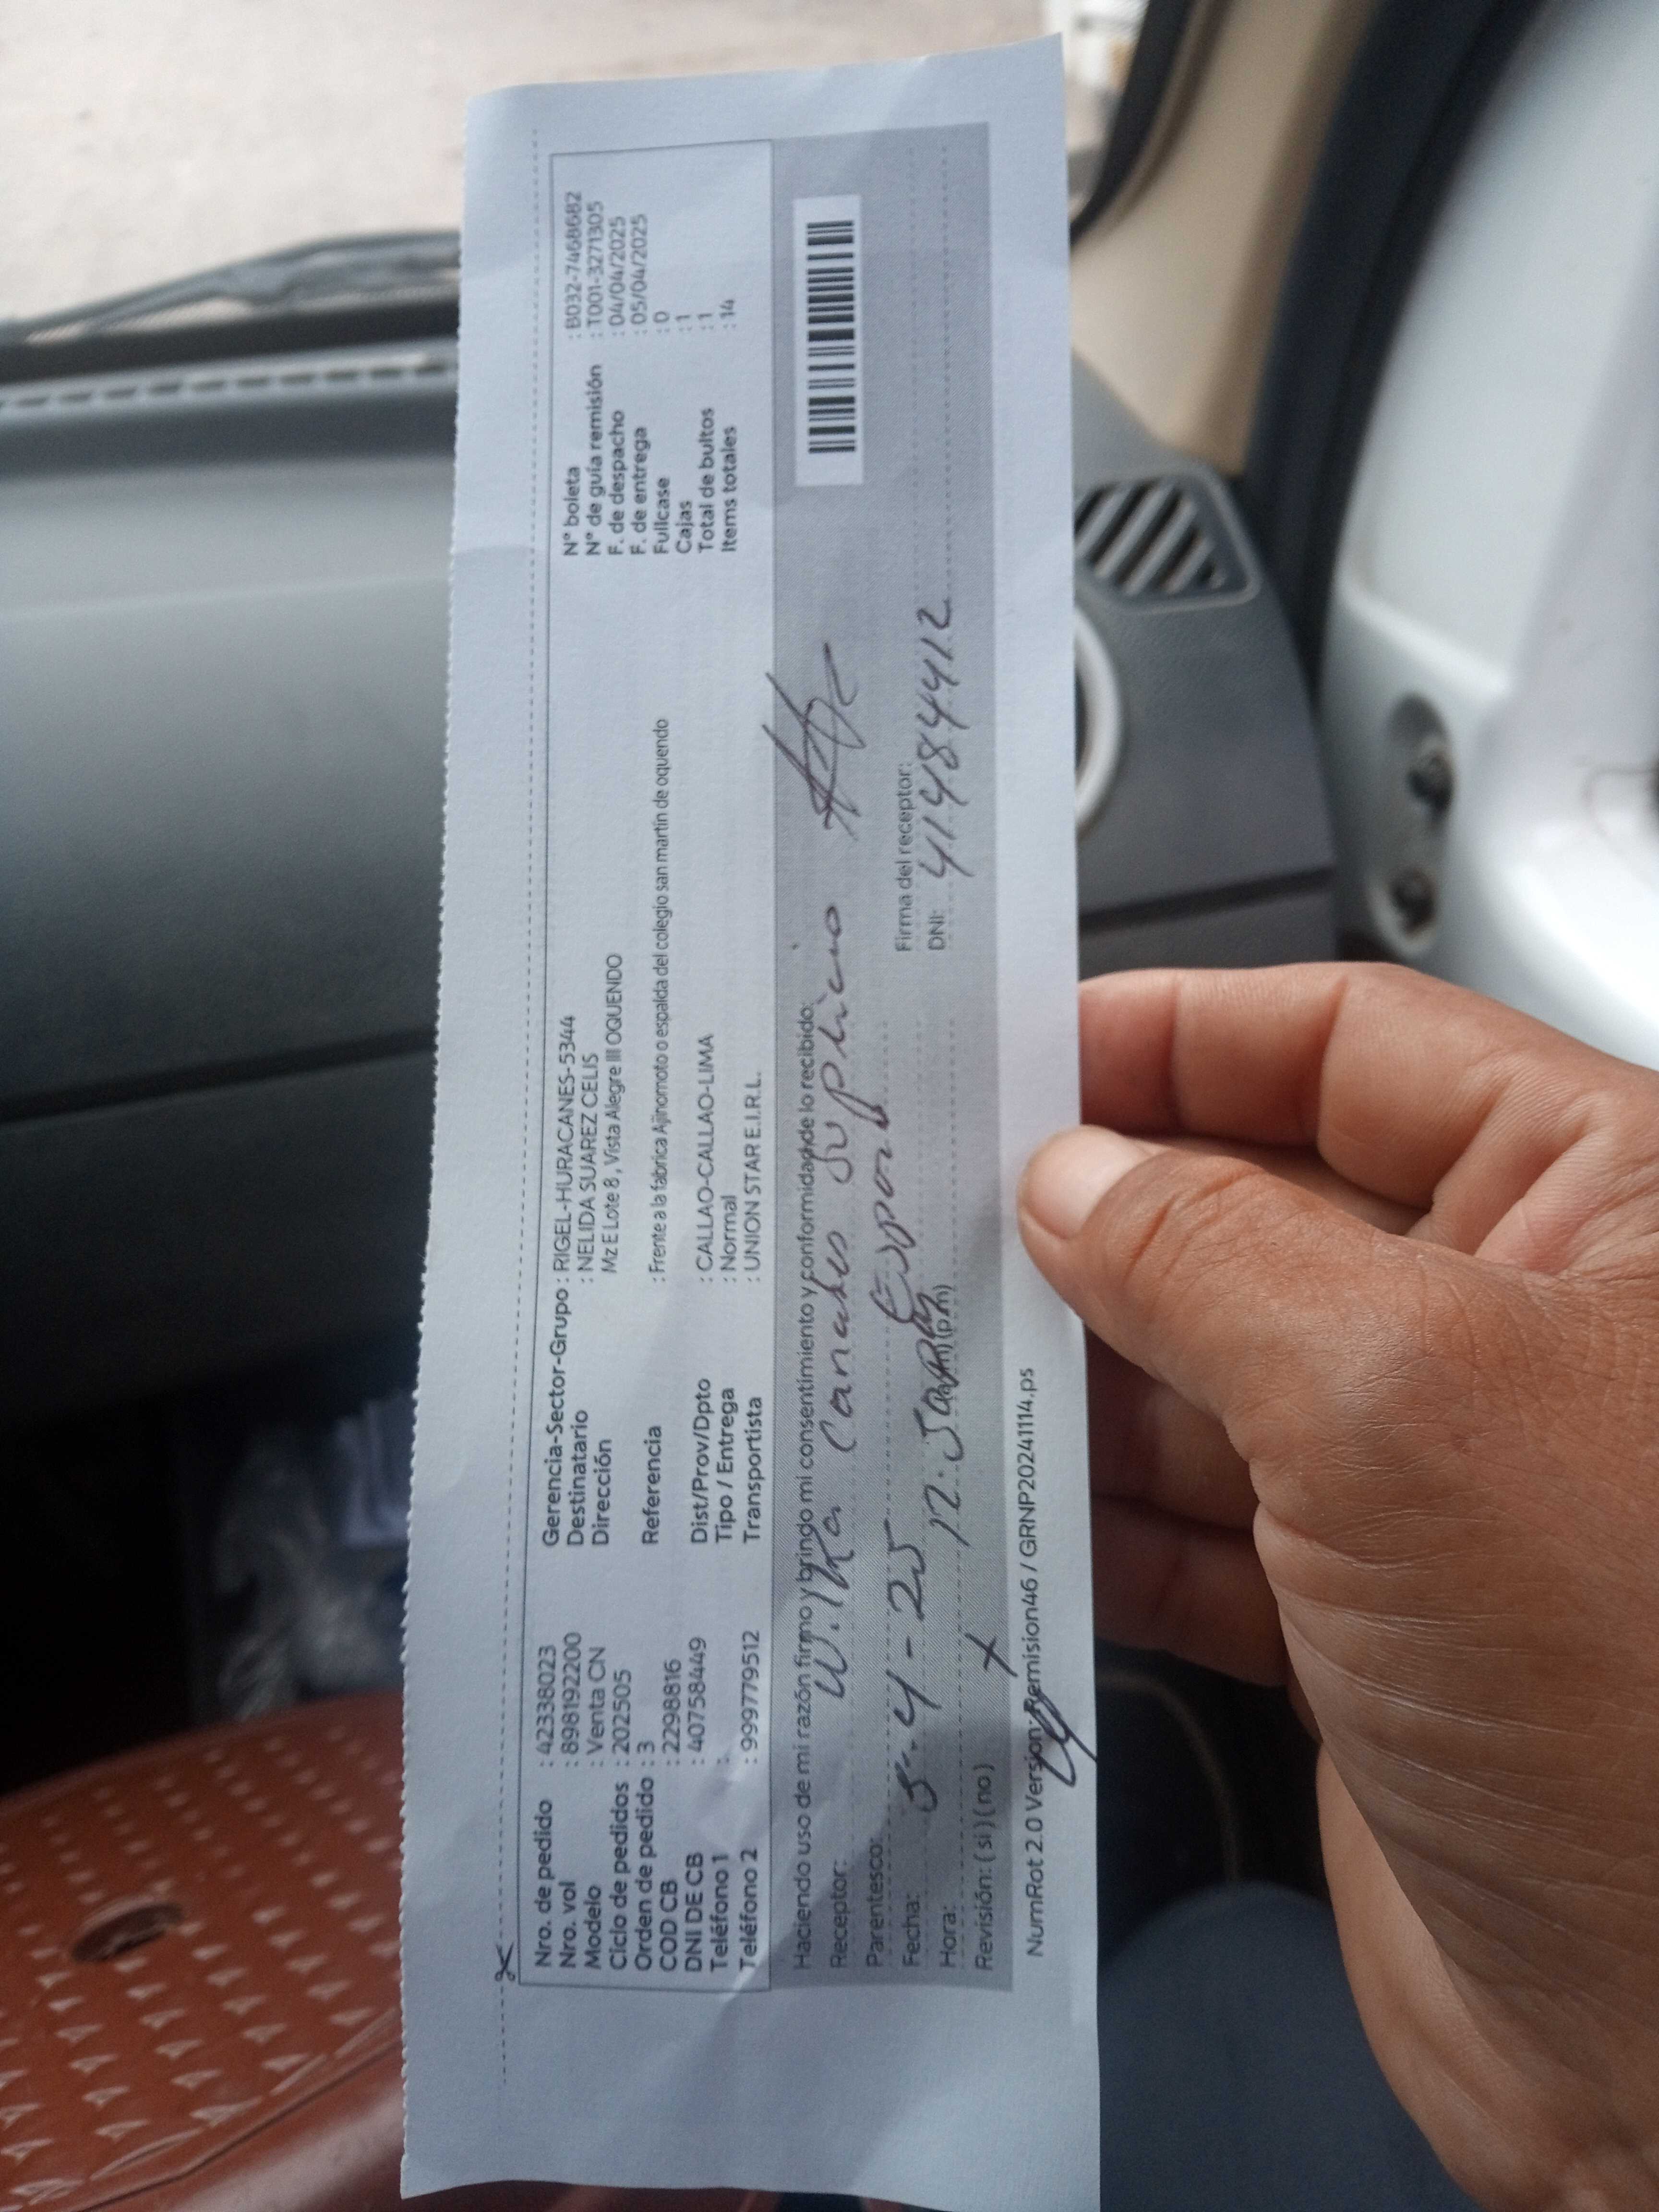 Nro. de pedido : 42338023
Nro. vol : 898192200
Modelo : Venta CN
Ciclo de pedidos : 202505
Orden de pedido : 3
COD CB : 2298816
DNI DE CB : 40758449
Teléfono 1 :
Teléfono 2 : 999779512
Gerencia-Sector-Grupo : RIGEL-HURACANES-5344
Destinatario : NELIDA SUAREZ CELIS
Dirección Mz E Lote 8 , Vista Alegre III OQUENDO
Referencia : Frente a la fabrica Ajinomoto o espalda del colegio san martin de oquendo
Dist/Prov/Dpto : CALLAO-CALLAO-LIMA
Tipo / Entrega : Normal
Transportista : UNION STAR E.I.R.L.
N° boleta : B032-7468682
N° de guía remisión : T001-3271305
F. de despacho : 04/04/2025
F. de entrega : 05/04/2025
Fullcase : 0
Cajas : 1
Total de bultos : 1
Items totales : 14
Haciendo uso de mi razón firmo y bringo mi consentimiento y conformidad de lo recibido:
Receptor:
Parentesco:
Fecha: 5-4-25
Hora: (am) (pm)
Revisión: ( si ) ( no )
Firma del receptor:
DNI: 41484412
NumRot 2.0 Version: Remision46 / GRNP20241114.ps